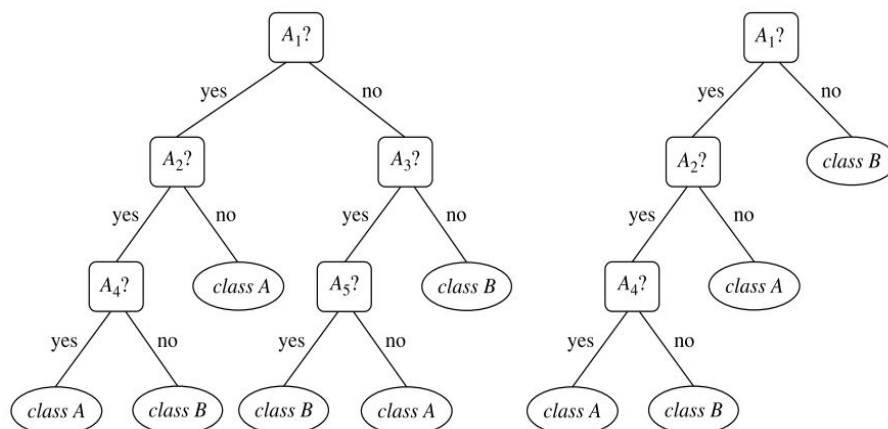 A₁? A₁?
yes no yes no
A₂? A₃? A₂? class B
yes no yes no yes no
A₄? class A A₅? class B A₄? class A
yes no yes no yes no
class A class B class B class A class A class B